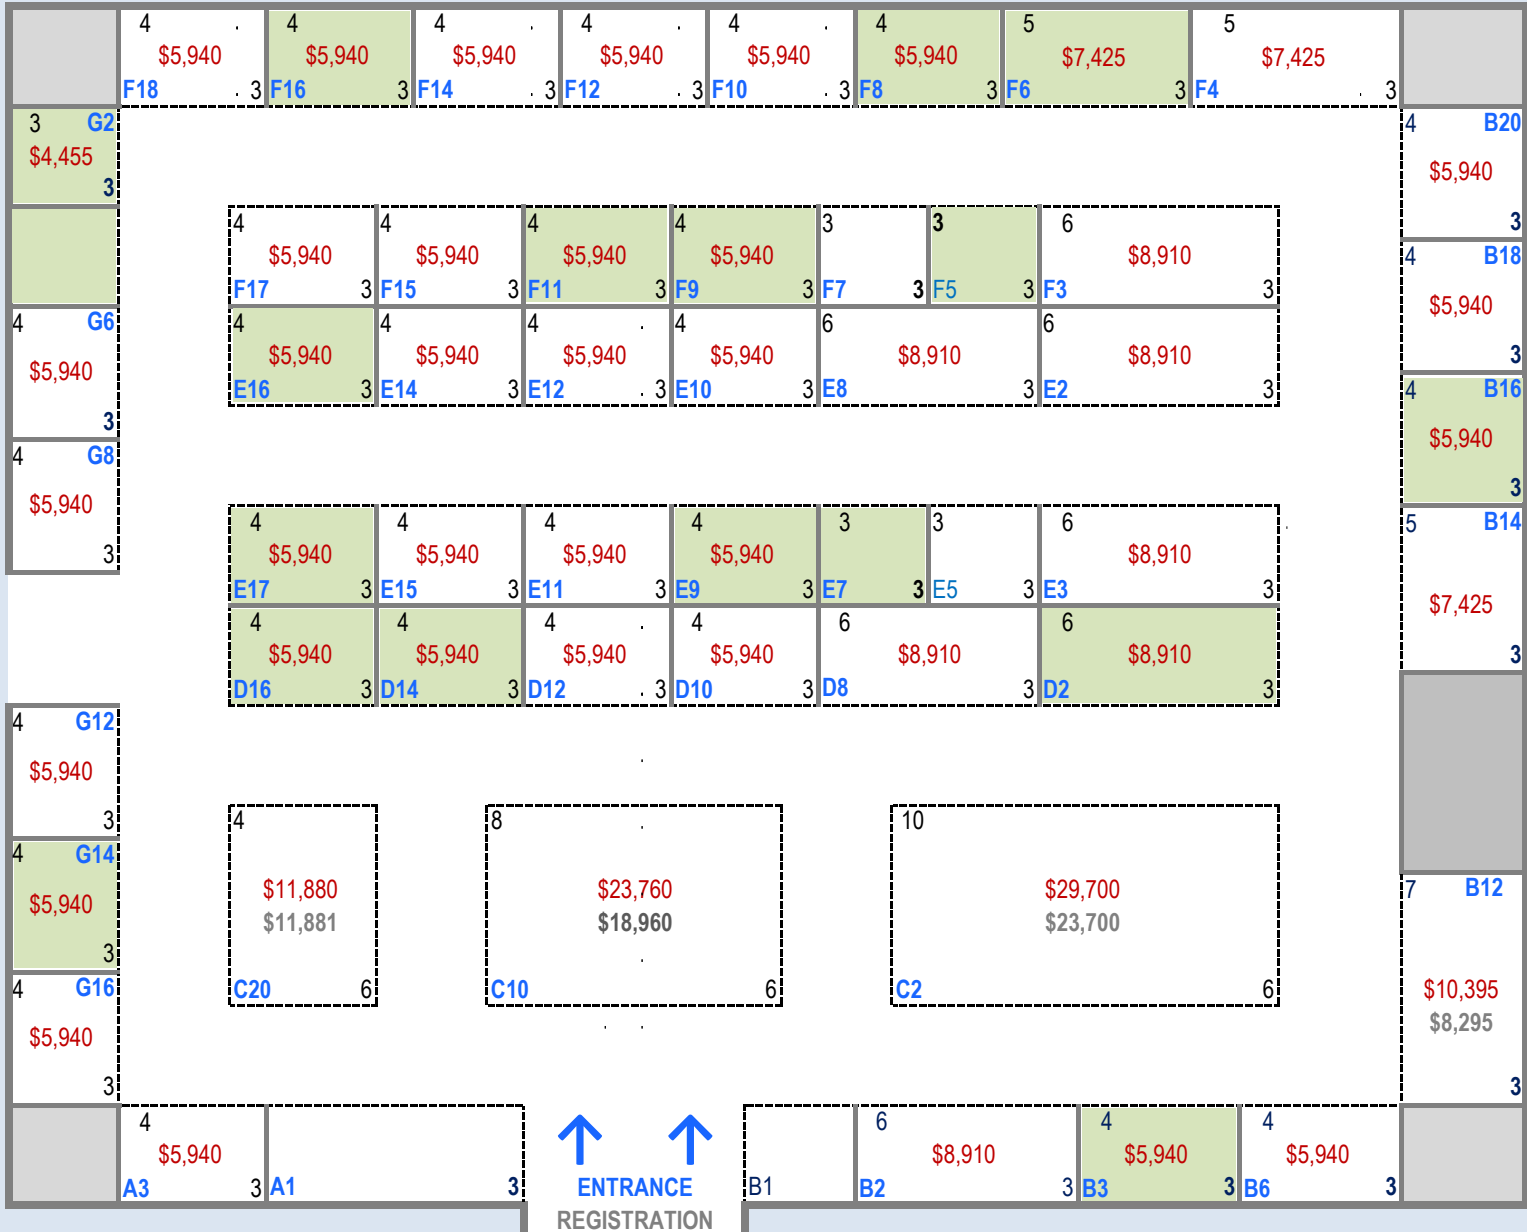 4 4 4 4 4 4 5 5
$5,940 $5,940 $5,940 $5,940 $5,940 $5,940 $7,425 $7,425
F18 3 F16 3 F14 3 F12 3 F10 3 F8 3 F6 3 F4 3
3 G2
$4,455
3
4 B20
$5,940
3
4 4 4 4 3 3 6
$5,940 $5,940 $5,940 $5,940 $8,910
F17 3 F15 3 F11 3 F9 3 F7 3 F5 3 F3 3
4 B18
$5,940
3
4 G6
$5,940
3
4 4 4 4 6 6
$5,940 $5,940 $5,940 $5,940 $8,910 $8,910
E16 3 E14 3 E12 3 E10 3 E8 3 E2 3
4 B16
$5,940
3
4 G8
$5,940
3
4 4 4 4 3 3 6
$5,940 $5,940 $5,940 $5,940 $8,910
E17 3 E15 3 E11 3 E9 3 E7 3 E5 3 E3 3
5 B14
$7,425
3
4 4 4 4 6 6
$5,940 $5,940 $5,940 $5,940 $8,910 $8,910
D16 3 D14 3 D12 3 D10 3 D8 3 D2 3
4 G12
$5,940
3
4 8 10
$11,880 $23,760 $29,700
$11,881 $18,960 $23,700
C20 6 C10 6 C2 6
4 G14
$5,940
3
7 B12
$10,395
$8,295
3
4 G16
$5,940
3
4 6 4 4
$5,940 $8,910 $5,940 $5,940
A3 3 A1 3 ENTRANCE B1 B2 3 B3 3 B6 3
REGISTRATION